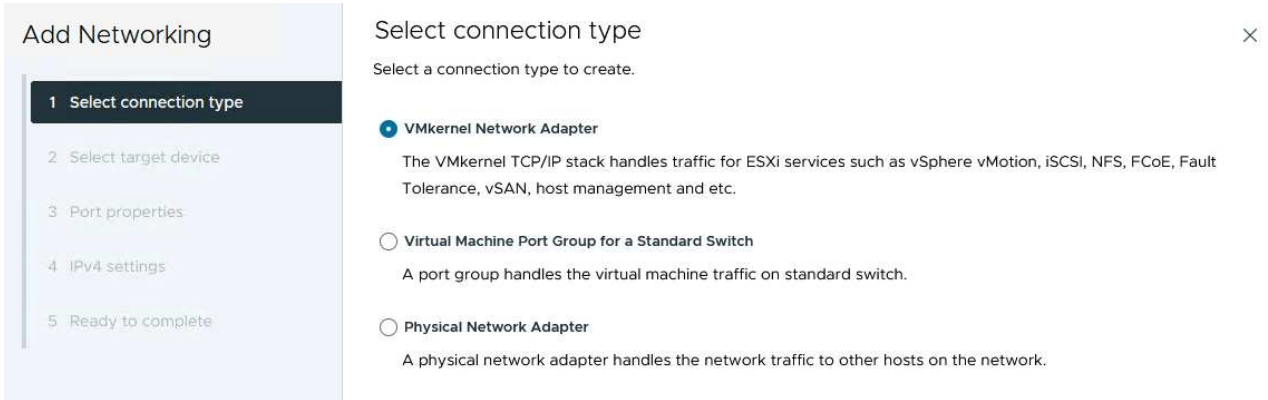 Add Networking
1 Select connection type
2 Select target device
3 Port properties
4 IPv4 settings
5 Ready to complete
Select connection type
Select a connection type to create.
VMkernel Network Adapter
The VMkernel TCP/IP stack handles traffic for ESXi services such as vSphere vMotion, iSCSI, NFS, FCoE, Fault
Tolerance, vSAN, host management and etc.
Virtual Machine Port Group for a Standard Switch
A port group handles the virtual machine traffic on standard switch.
Physical Network Adapter
A physical network adapter handles the network traffic to other hosts on the network.